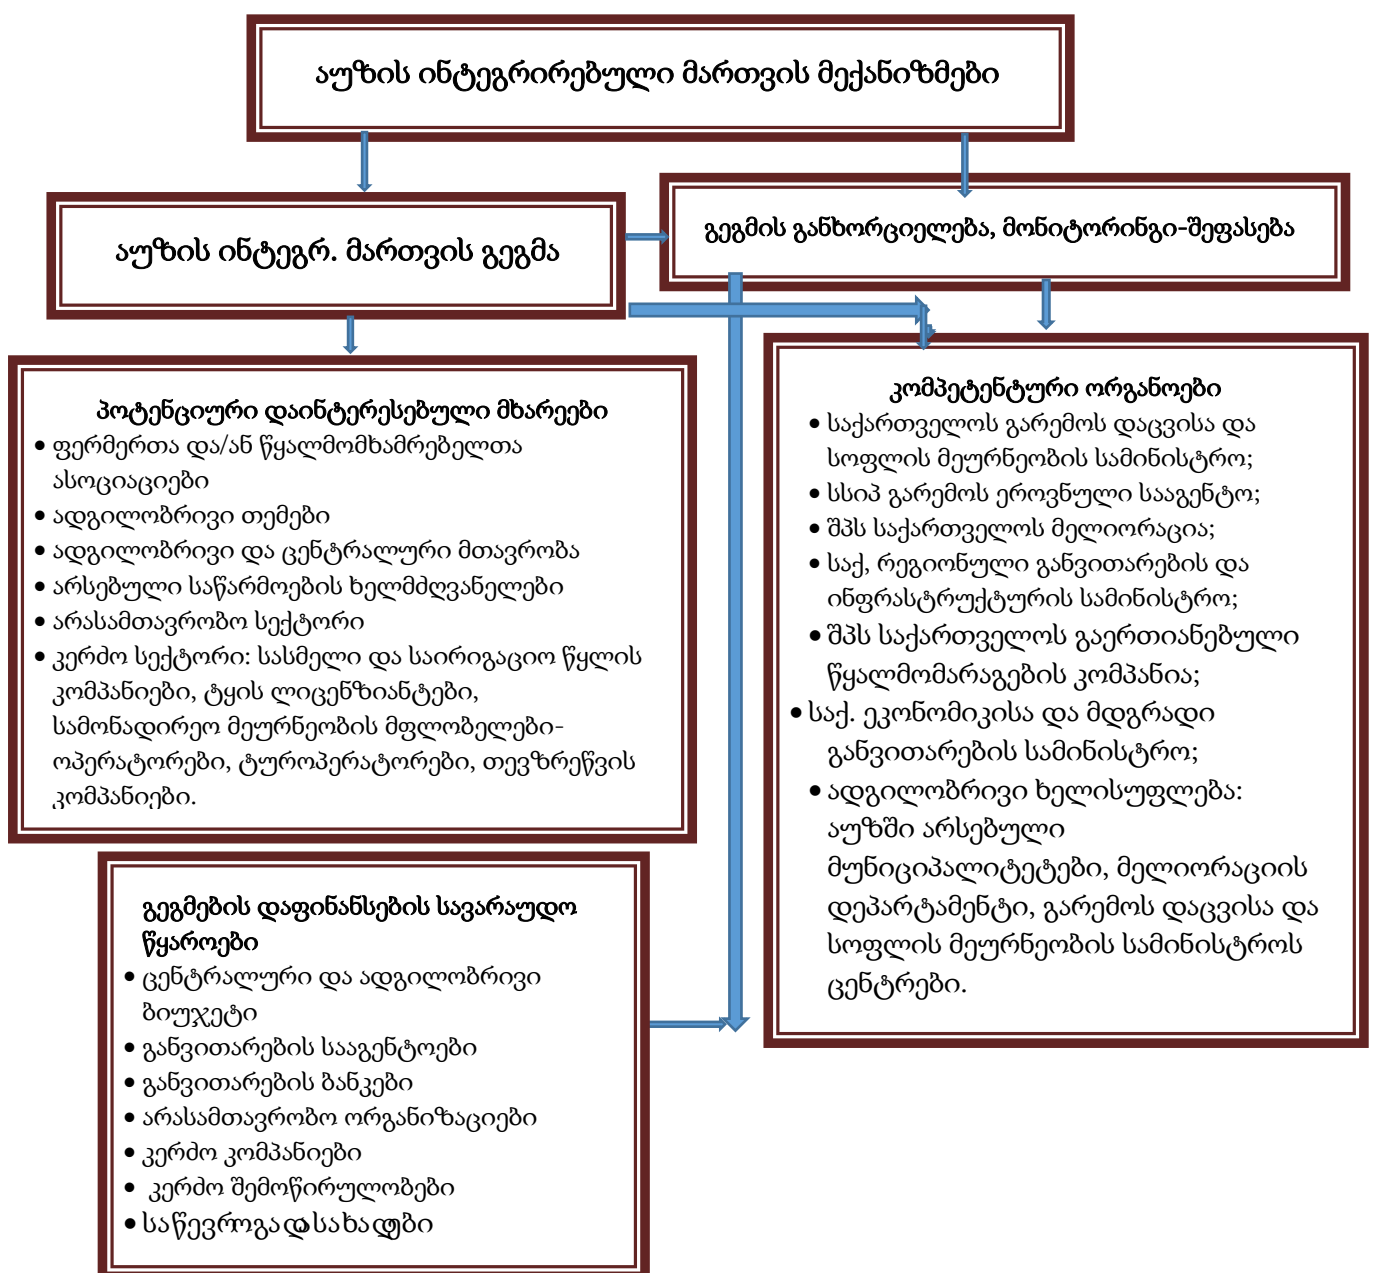 აუზის ინტეგრირებული მართვის მექანიზმები
აუზის ინტეგრ. მართვის გეგმა
გეგმის განხორციელება, მონიტორინგი-შეფასება
პოტენციური დაინტერესებული მხარეები
• ფერმერთა და/ან წყალმომხამრებელთა
ასოციაციები
• ადგილობრივი თემები
• ადგილობრივი და ცენტრალური მთავრობა
• არსებული საწარმოების ხელმძღვანელები
• არასამთავრობო სექტორი
• კერძო სექტორი: სასმელი და საირიგაციო წყლის
კომპანიები, ტყის ლიცენზიანტები,
სამონადირეო მეურნეობის მფლობელები-
ოპერატორები, ტუროპერატორები, თევზრეწვის
კომპანიები.
კომპეტენტური ორგანოები
• საქართველოს გარემოს დაცვისა და
სოფლის მეურნეობის სამინისტრო;
• სსიპ გარემოს ეროვნული სააგენტო;
• შპს საქართველოს მელიორაცია;
• საქ, რეგიონული განვითარების და
ინფრასტრუქტურის სამინისტრო;
• შპს საქართველოს გაერთიანებული
წყალმომარაგების კომპანია;
• საქ. ეკონომიკისა და მდგრადი
განვითარების სამინისტრო;
• ადგილობრივი ხელისუფლება:
აუზში არსებული
მუნიციპალიტეტები, მელიორაციის
დეპარტამენტი, გარემოს დაცვისა და
სოფლის მეურნეობის სამინისტროს
ცენტრები.
გეგმების დაფინანსების სავარაუდო
წყაროები
• ცენტრალური და ადგილობრივი
ბიუჯეტი
• განვითარების სააგენტოები
• განვითარების ბანკები
• არასამთავრობო ორგანიზაციები
• კერძო კომპანიები
• კერძო შემოწირულობები
• საწევრო გადასახადები